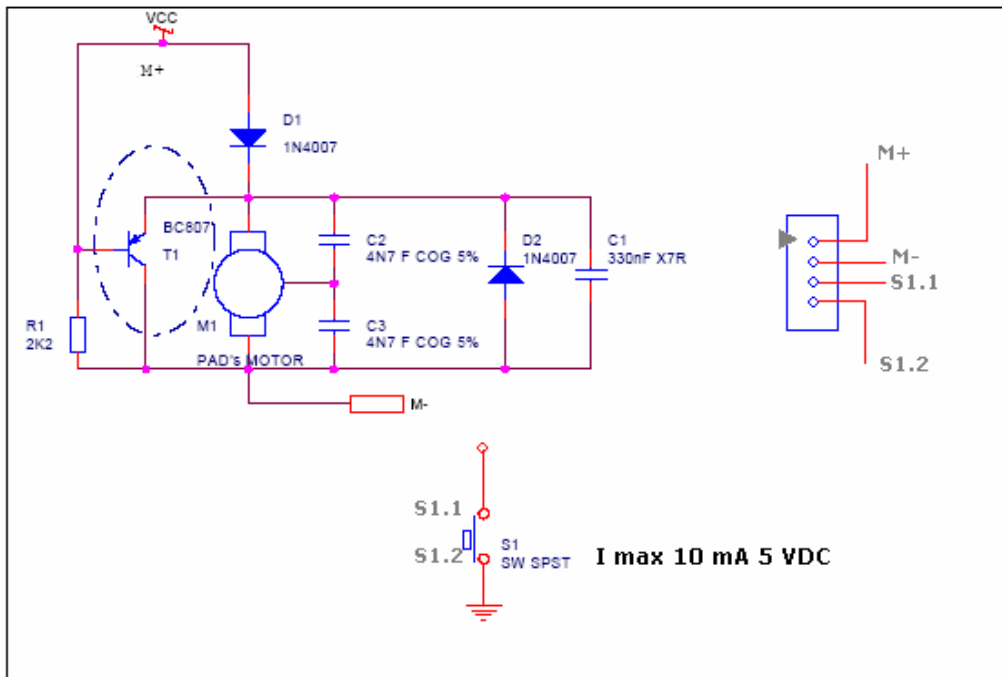 VCC
M+
D1
1N4007
BC807
T1
C2
4N7 F COG 5%
D2
1N4007
C1
330nF X7R
R1
2K2
M1
C3
4N7 F COG 5%
PAD's MOTOR
M-
M+
M-
S1.1
S1.2
S1.1
S1.2
S1
SW SPST
I max 10 mA 5 VDC